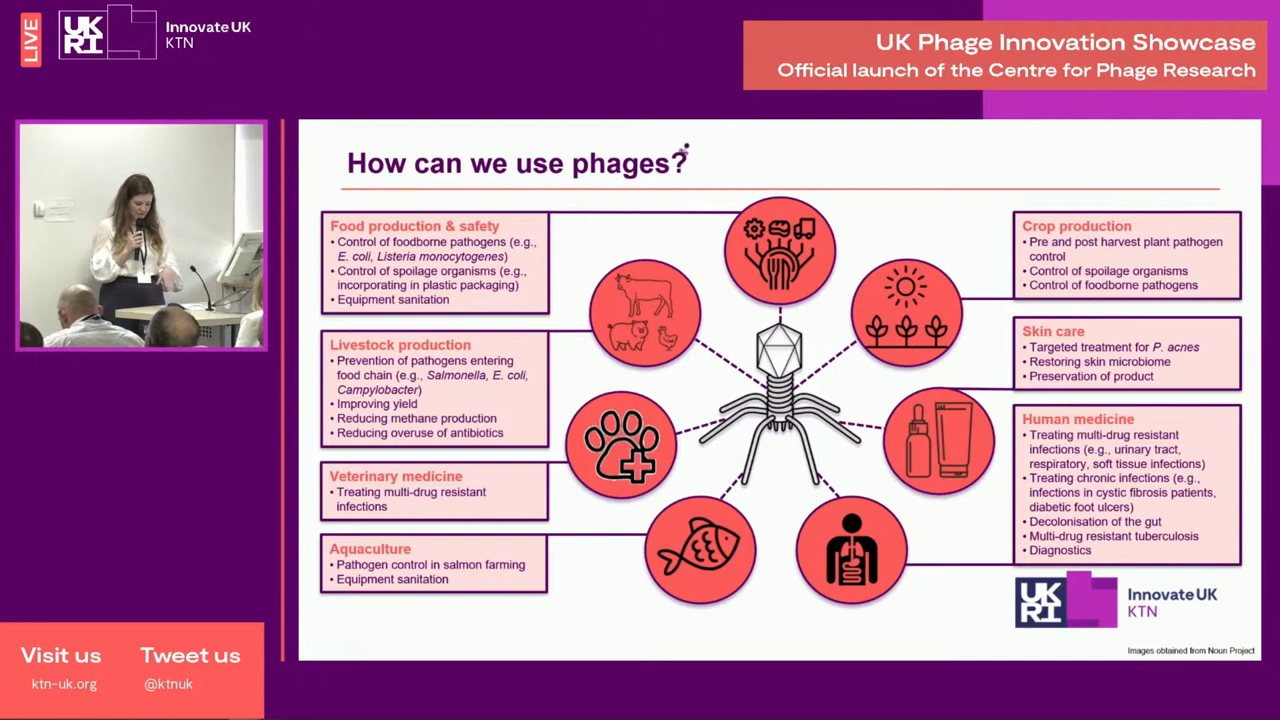 LIVE
UK
RI
Innovate UK
KTN
UK Phage Innovation Showcase
Official launch of the Centre for Phage Research
How can we use phages?
Food production & safety
• Control of foodborne pathogens (e.g.,
E. coli, Listeria monocytogenes)
• Control of spoilage organisms (e.g.,
incorporating in plastic packaging)
• Equipment sanitation
Livestock production
• Prevention of pathogens entering
food chain (e.g., Salmonella, E. coli,
Campylobacter)
• Improving yield
• Reducing methane production
• Reducing overuse of antibiotics
Veterinary medicine
• Treating multi-drug resistant
infections
Aquaculture
• Pathogen control in salmon farming
• Equipment sanitation
Crop production
• Pre and post harvest plant pathogen
control
• Control of spoilage organisms
• Control of foodborne pathogens
Skin care
• Targeted treatment for P. acnes
• Restoring skin microbiome
• Preservation of product
Human medicine
• Treating multi-drug resistant
infections (e.g., urinary tract,
respiratory, soft tissue infections)
• Treating chronic infections (e.g.,
infections in cystic fibrosis patients,
diabetic foot ulcers)
• Decolonisation of the gut
• Multi-drug resistant tuberculosis
• Diagnostics
UK
RI
Innovate UK
KTN
Images obtained from Noun Project
Visit us
ktn-uk.org
Tweet us
@ktnuk